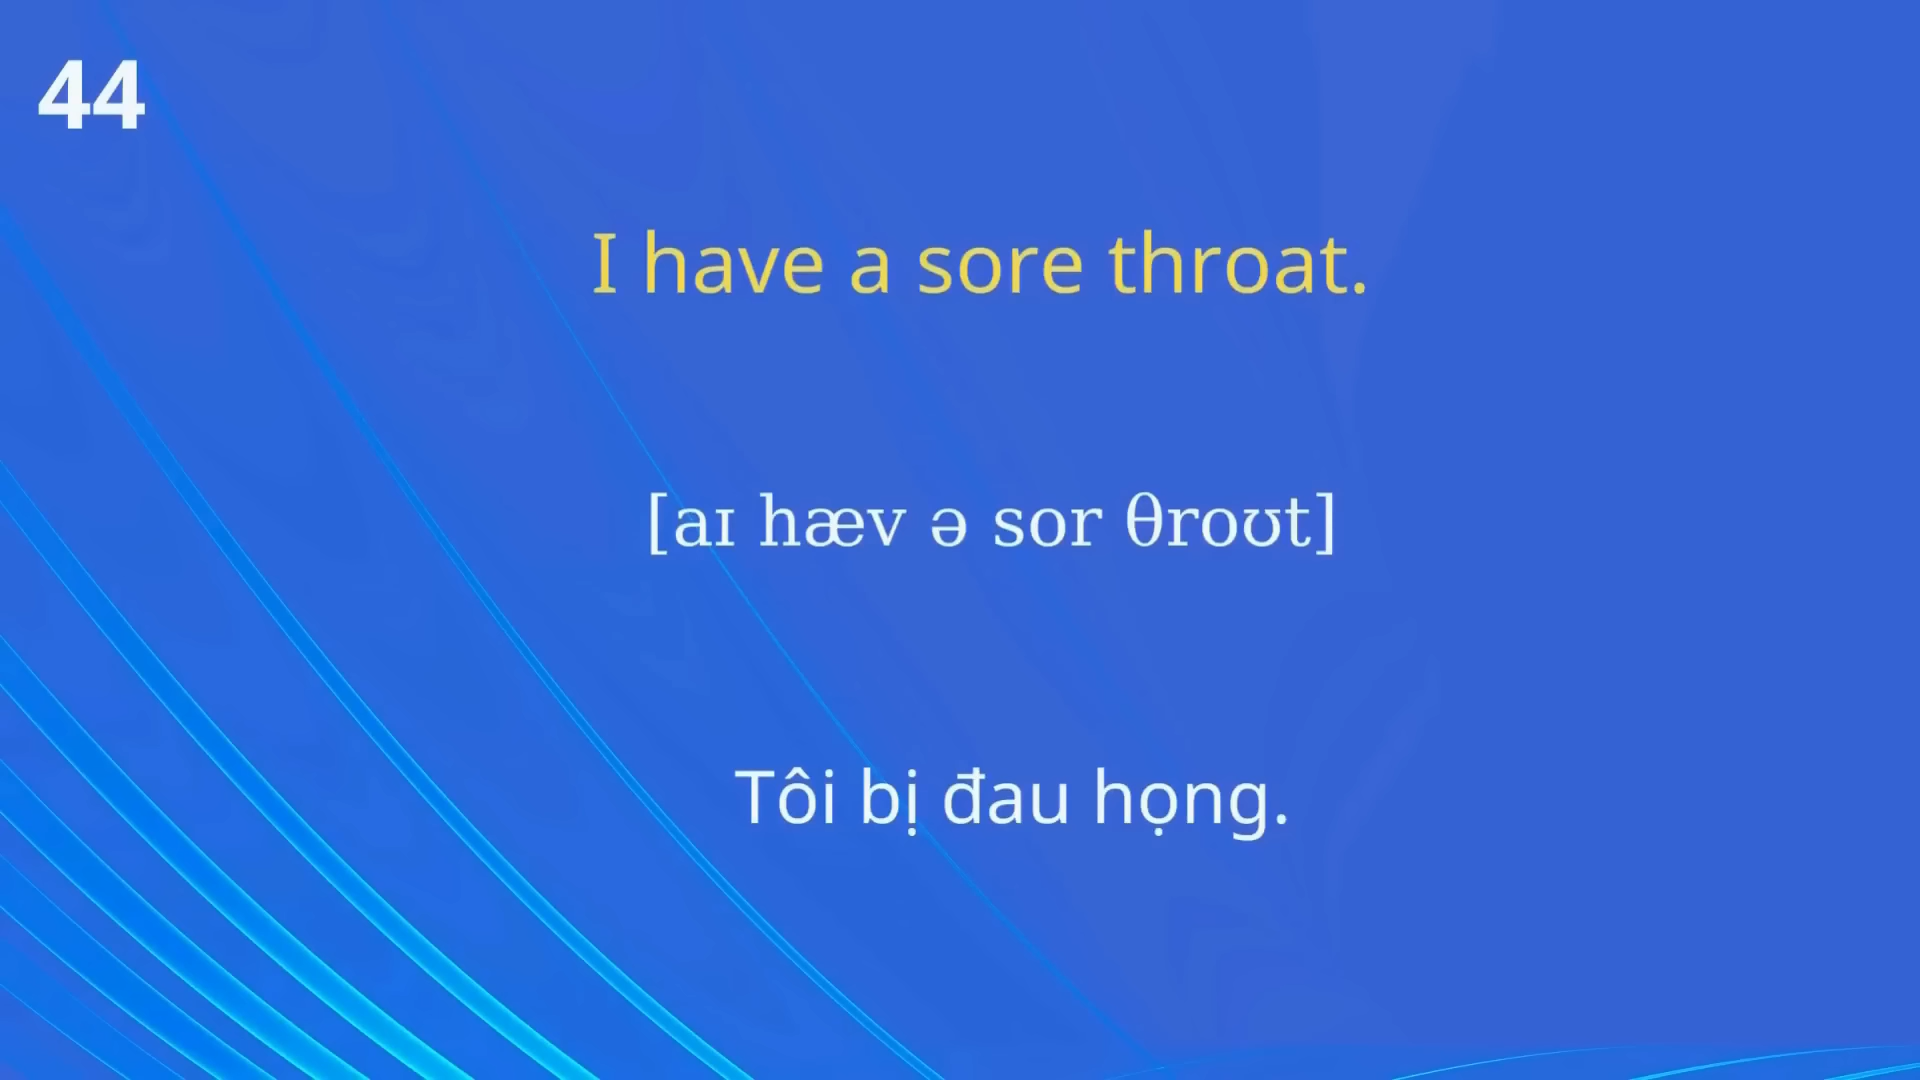 44
I have a sore throat.
[aɪ hæv ə sor θroʊt]
Tôi bị đau họng.